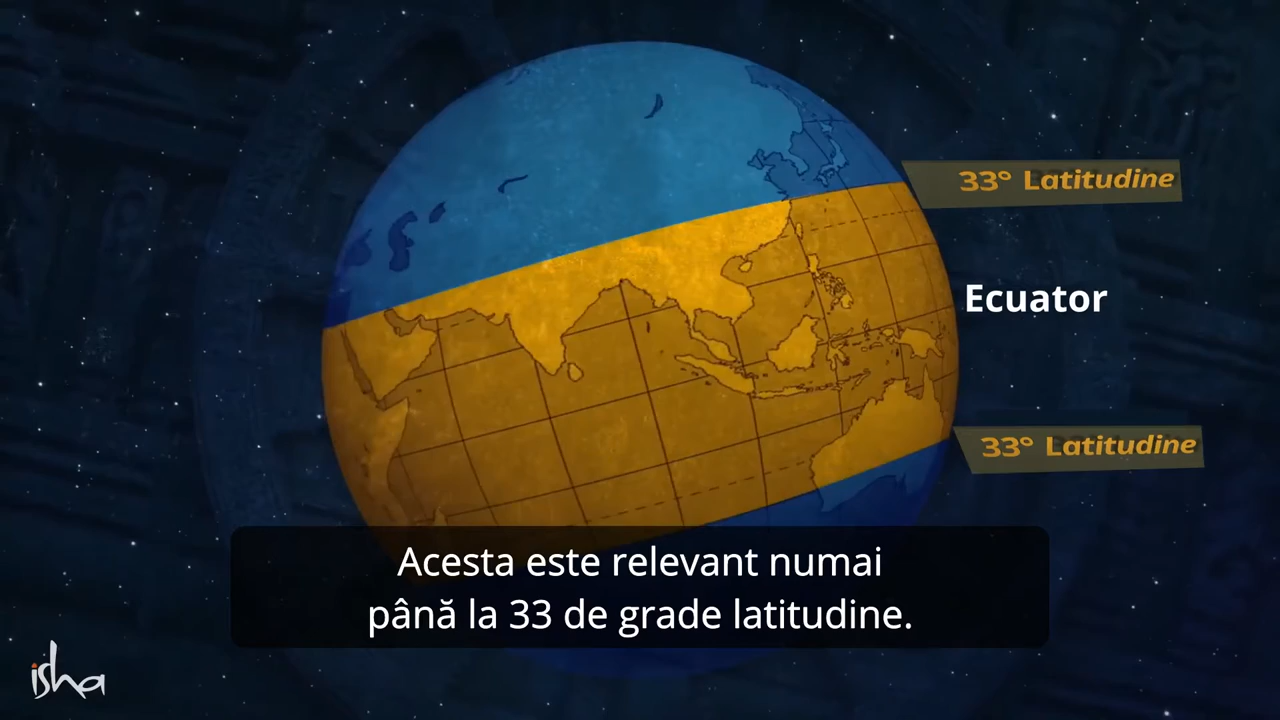 33° Latitudine
Ecuator
33° Latitudine
Acesta este relevant numai
până la 33 de grade latitudine.
isha